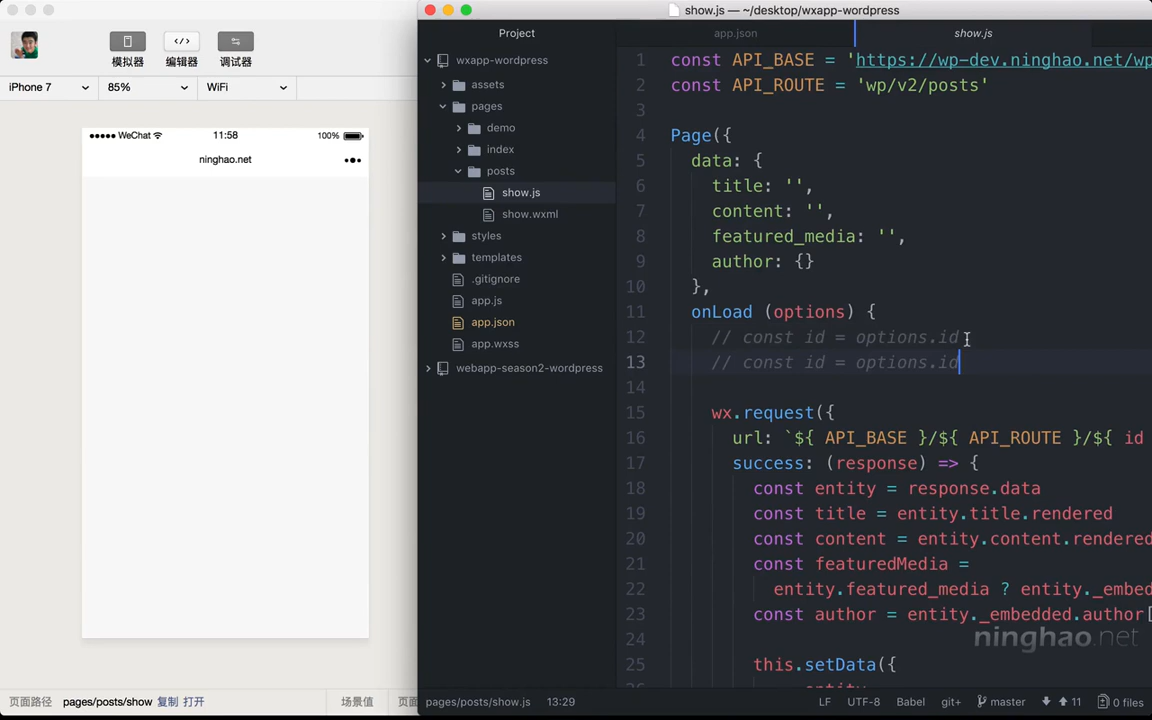 show.js — ~/desktop/wxapp-wordpress
模拟器
编辑器
调试器
iPhone 7
85%
WiFi
●●●●● WeChat
11:58
100%
ninghao.net
页面路径
pages/posts/show
复制
打开
场景值
页面
Project
wxapp-wordpress
assets
pages
demo
index
posts
show.js
show.wxml
styles
templates
.gitignore
app.js
app.json
app.wxss
webapp-season2-wordpress
app.json
show.js
1 const API_BASE = 'https://wp-dev.ninghao.net/wp
2 const API_ROUTE = 'wp/v2/posts'
3
4 Page({
5 data: {
6 title: '',
7 content: '',
8 featured_media: '',
9 author: {}
10 },
11 onLoad (options) {
12 // const id = options.id
13 // const id = options.id
14
15 wx.request({
16 url: `${ API_BASE }/${ API_ROUTE }/${ id
17 success: (response) => {
18 const entity = response.data
19 const title = entity.title.rendered
20 const content = entity.content.rendered
21 const featuredMedia =
22 entity.featured_media ? entity._embed
23 const author = entity._embedded.author[
24
25 this.setData({
ninghao.net
pages/posts/show.js
13:29
LF
UTF-8
Babel
git+
master
11
0 files